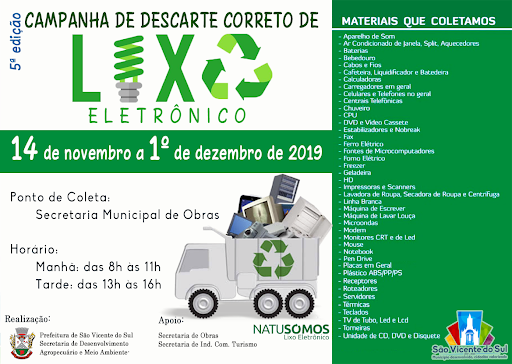 5ª edição
CAMPANHA DE DESCARTE CORRETO DE
LIXO
ELETRÔNICO
14 de novembro a 1º de dezembro de 2019
Ponto de Coleta:
Secretaria Municipal de Obras
Horário:
Manhã: das 8h às 11h
Tarde: das 13h às 16h
NATUSOMOS
Lixo Eletrônico
Realização:
Prefeitura de São Vicente do Sul
Secretaria de Desenvolvimento
Agropecuário e Meio Ambiente
Apoio:
Secretaria de Obras
Secretaria de Ind. Com. Turismo
MATERIAIS QUE COLETAMOS
- Aparelho de Som
- Ar Condicionado de Janela, Split, Aquecedores
- Baterias
- Bebedouro
- Cabos e Fios
- Cafeteira, Liquidificador e Batedeira
- Calculadoras
- Carregadores em geral
- Celulares e Telefones no geral
- Centrais Telefônicas
- Chuveiro
- CPU
- DVD e Vídeo Cassete
- Estabilizadores e Nobreak
- Fax
- Ferro Elétrico
- Fontes de Microcomputadores
- Forno Elétrico
- Freezer
- Geladeira
- HD
- Impressoras e Scanners
- Lavadora de Roupa, Secadora de Roupa e Centrífuga
- Linha Branca
- Máquina de Escrever
- Máquina de Lavar Louça
- Microondas
- Modem
- Monitores CRT e de Led
- Mouse
- Notebook
- Pen Drive
- Placas em Geral
- Plástico ABS/PP/PS
- Receptores
- Roteadores
- Servidores
- Térmicas
- Teclados
- TV de Tubo, Led e Lcd
- Torneiras
- Unidade de CD, DVD e Disquete
São Vicente do Sul